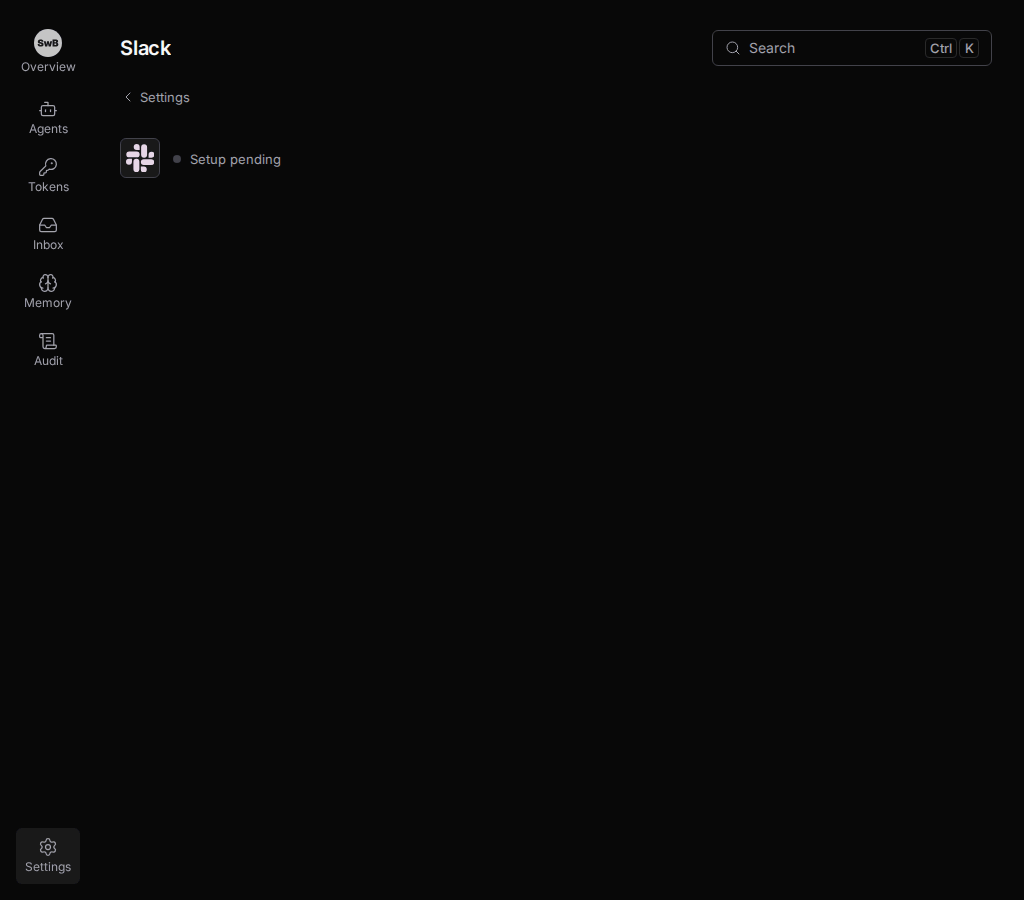 SwB
Overview
Agents
Tokens
Inbox
Memory
Audit
Settings
Slack
Search Ctrl K
Settings
Setup pending